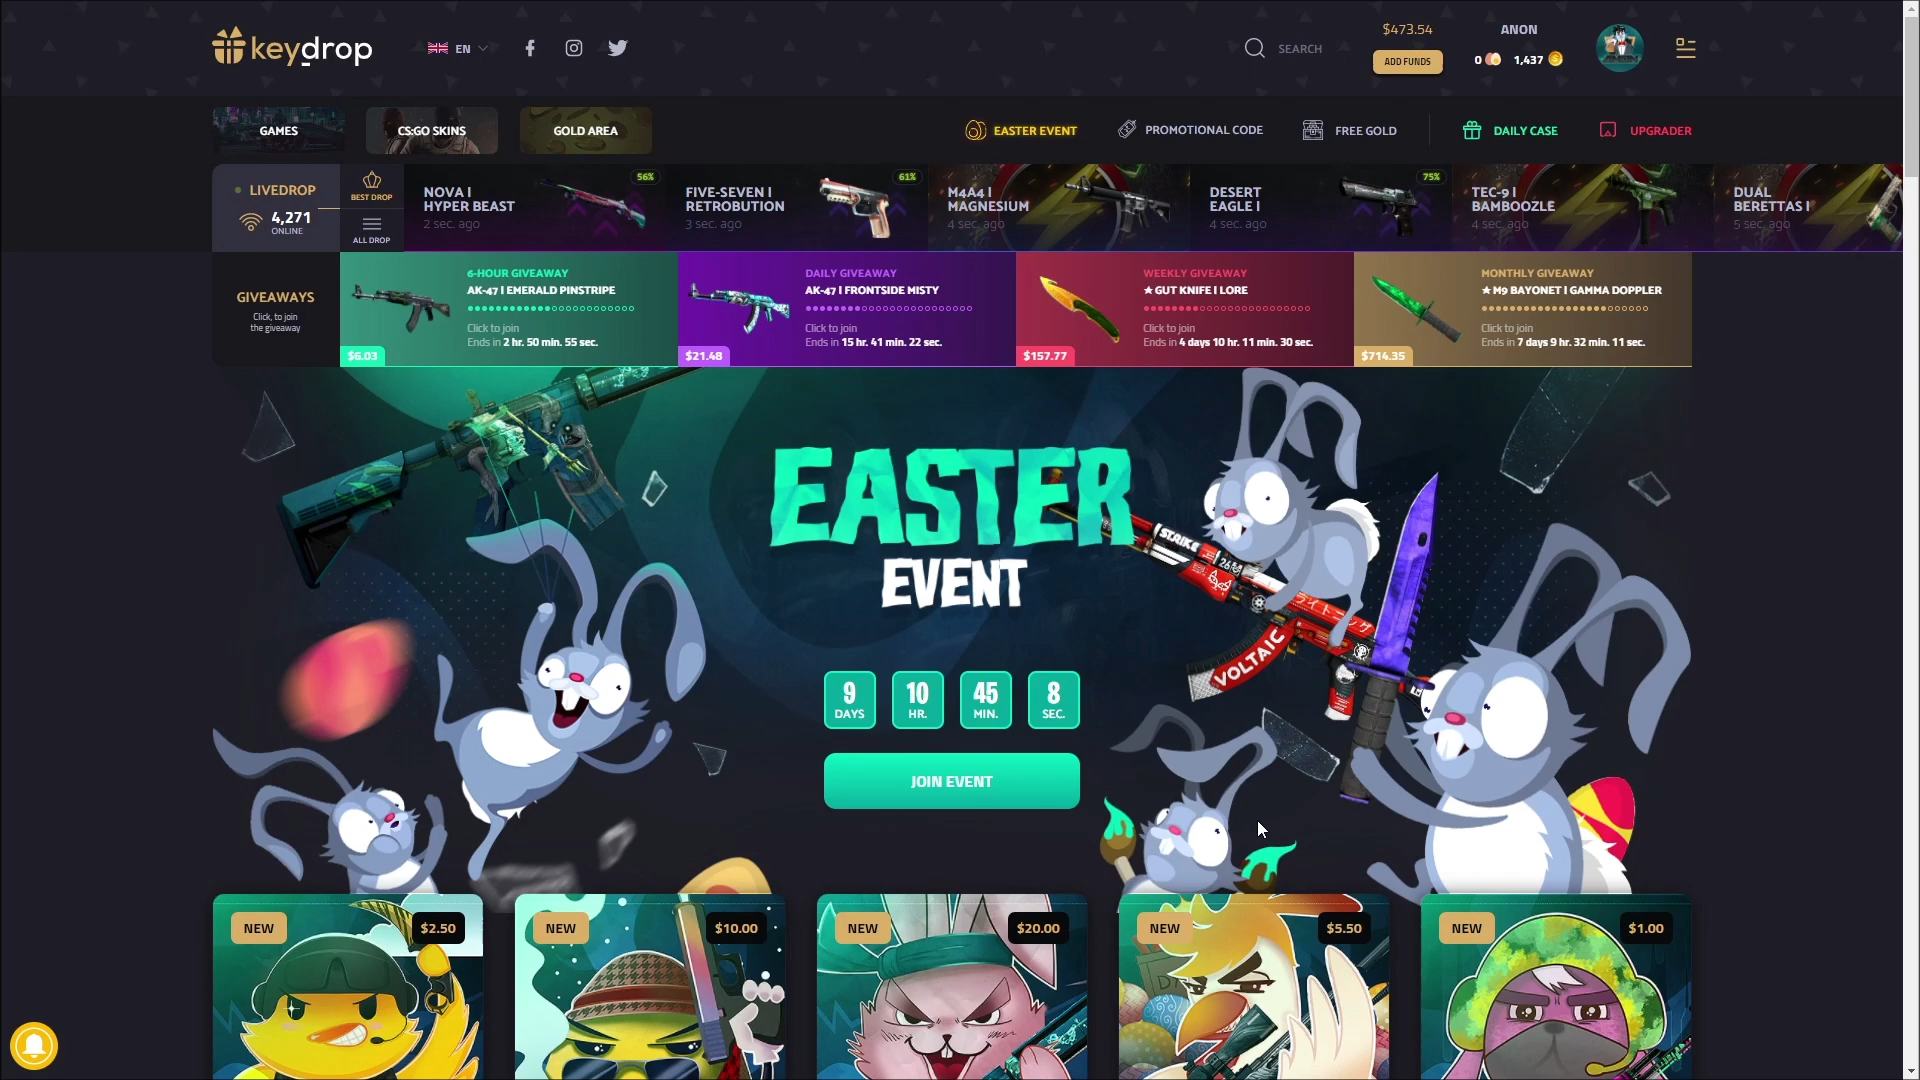 keydrop
EN
SEARCH
$473.54
ADD FUNDS
ANON
0
1,437
GAMES
CS:GO SKINS
GOLD AREA
EASTER EVENT
PROMOTIONAL CODE
FREE GOLD
DAILY CASE
UPGRADER
LIVEDROP
4,271
ONLINE
BEST DROP
ALL DROP
NOVA |
HYPER BEAST
2 sec. ago
56%
FIVE-SEVEN |
RETROBUTION
3 sec. ago
61%
M4A4 |
MAGNESIUM
4 sec. ago
DESERT
EAGLE |
4 sec. ago
75%
TEC-9 |
BAMBOOZLE
4 sec. ago
DUAL
BERETTAS |
5 sec. ago
GIVEAWAYS
Click, to join
the giveaway
6-HOUR GIVEAWAY
AK-47 | EMERALD PINSTRIPE
Click to join
Ends in 2 hr. 50 min. 55 sec.
$6.03
DAILY GIVEAWAY
AK-47 | FRONTSIDE MISTY
Click to join
Ends in 15 hr. 41 min. 22 sec.
$21.48
WEEKLY GIVEAWAY
★ GUT KNIFE | LORE
Click to join
Ends in 4 days 10 hr. 11 min. 30 sec.
$157.77
MONTHLY GIVEAWAY
★ M9 BAYONET | GAMMA DOPPLER
Click to join
Ends in 7 days 9 hr. 32 min. 11 sec.
$714.35
EASTER
EVENT
STRIKE
ライトニング
VOLTAIC
9 10 45 8
DAYS HR. MIN. SEC.
JOIN EVENT
NEW
$2.50
NEW
$10.00
NEW
$20.00
NEW
$5.50
NEW
$1.00